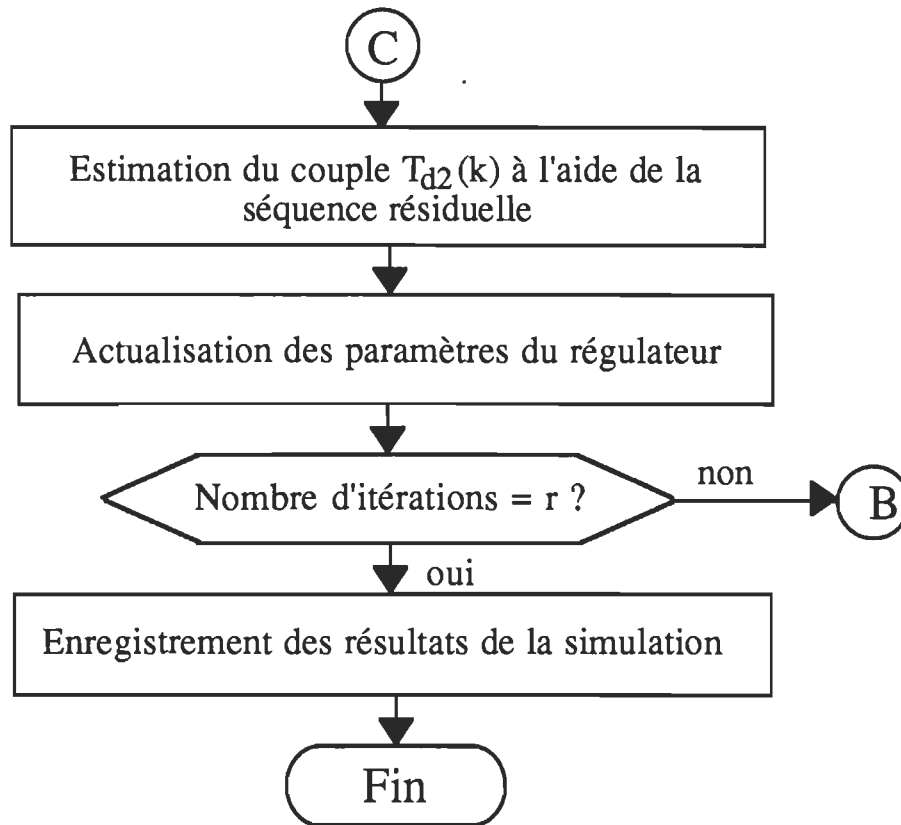 C
Estimation du couple T_d2(k) à l'aide de la
séquence résiduelle
Actualisation des paramètres du régulateur
Nombre d'itérations = r ?
non
B
oui
Enregistrement des résultats de la simulation
Fin